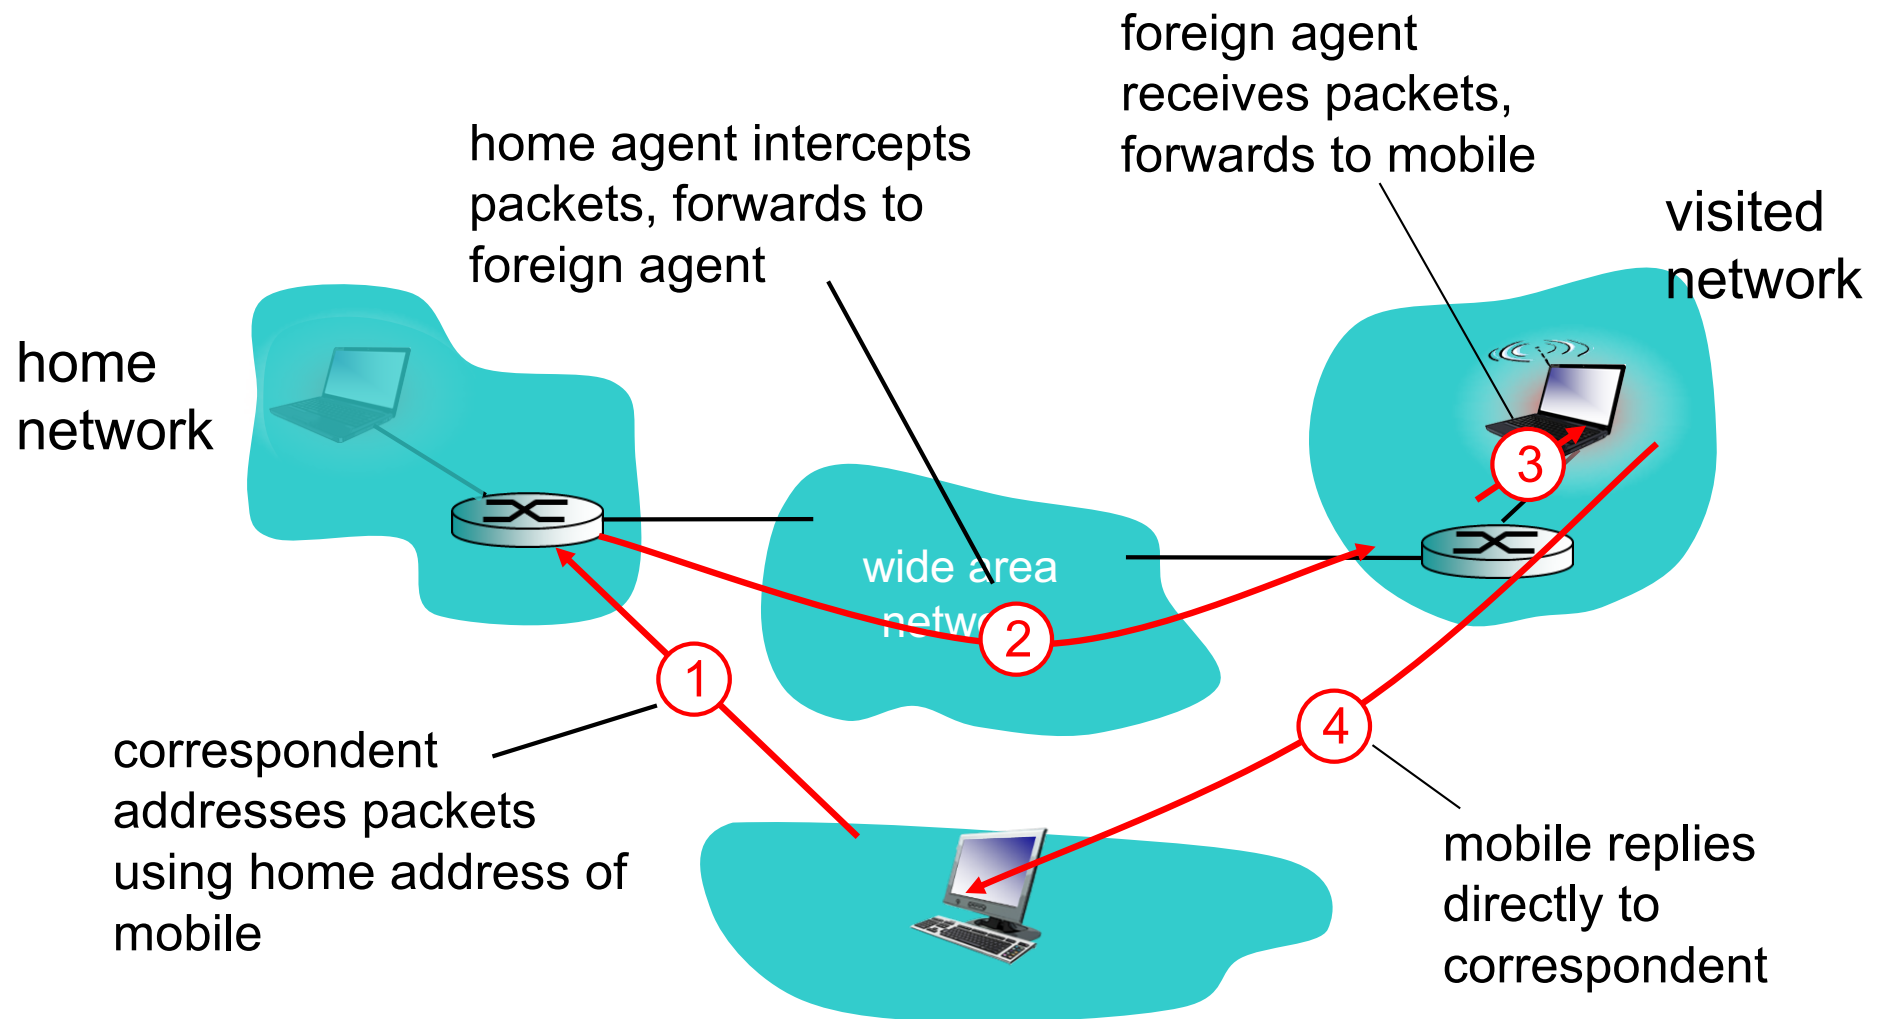 foreign agent
receives packets,
forwards to mobile
home agent intercepts
packets, forwards to
foreign agent
visited
network
home
network
3
wide area
2
1
4
correspondent
addresses packets
using home address of
mobile
mobile replies
directly to
correspondent